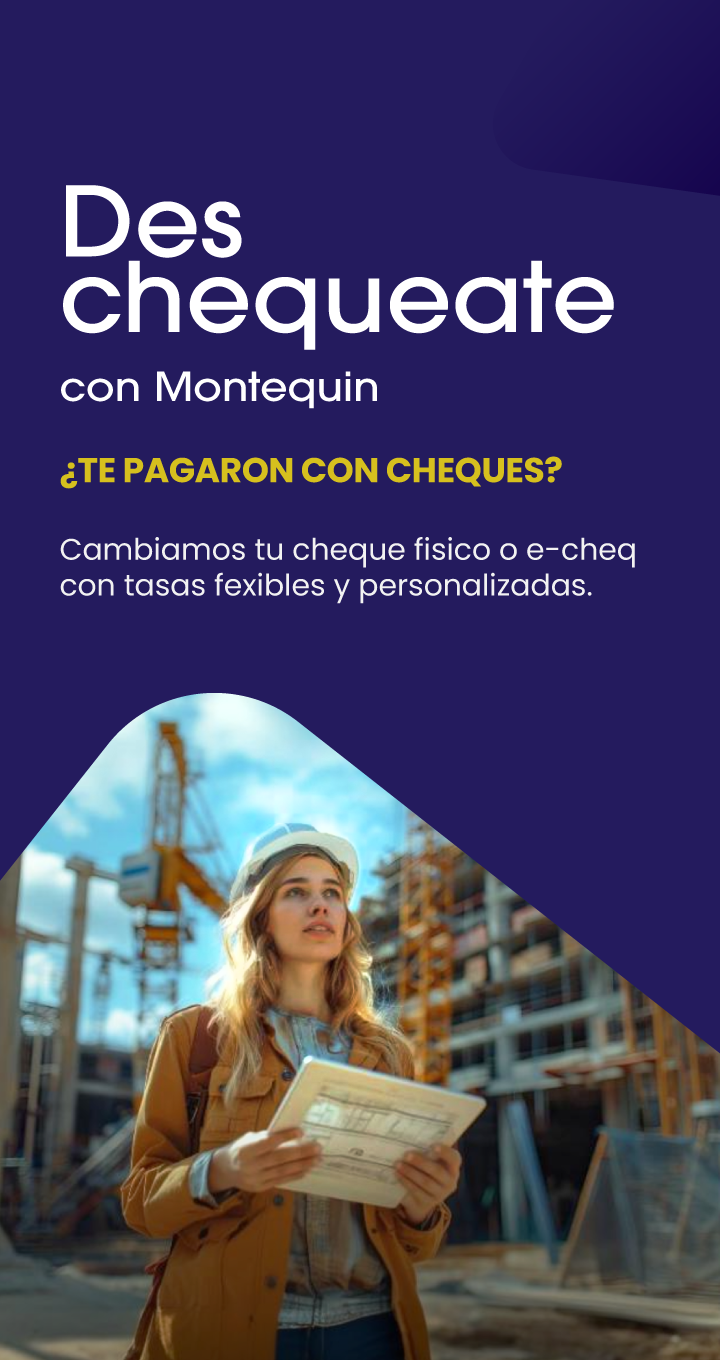 Des
chequeate
con Montequin
¿TE PAGARON CON CHEQUES?
Cambiamos tu cheque fisico o e-cheq
con tasas fexibles y personalizadas.